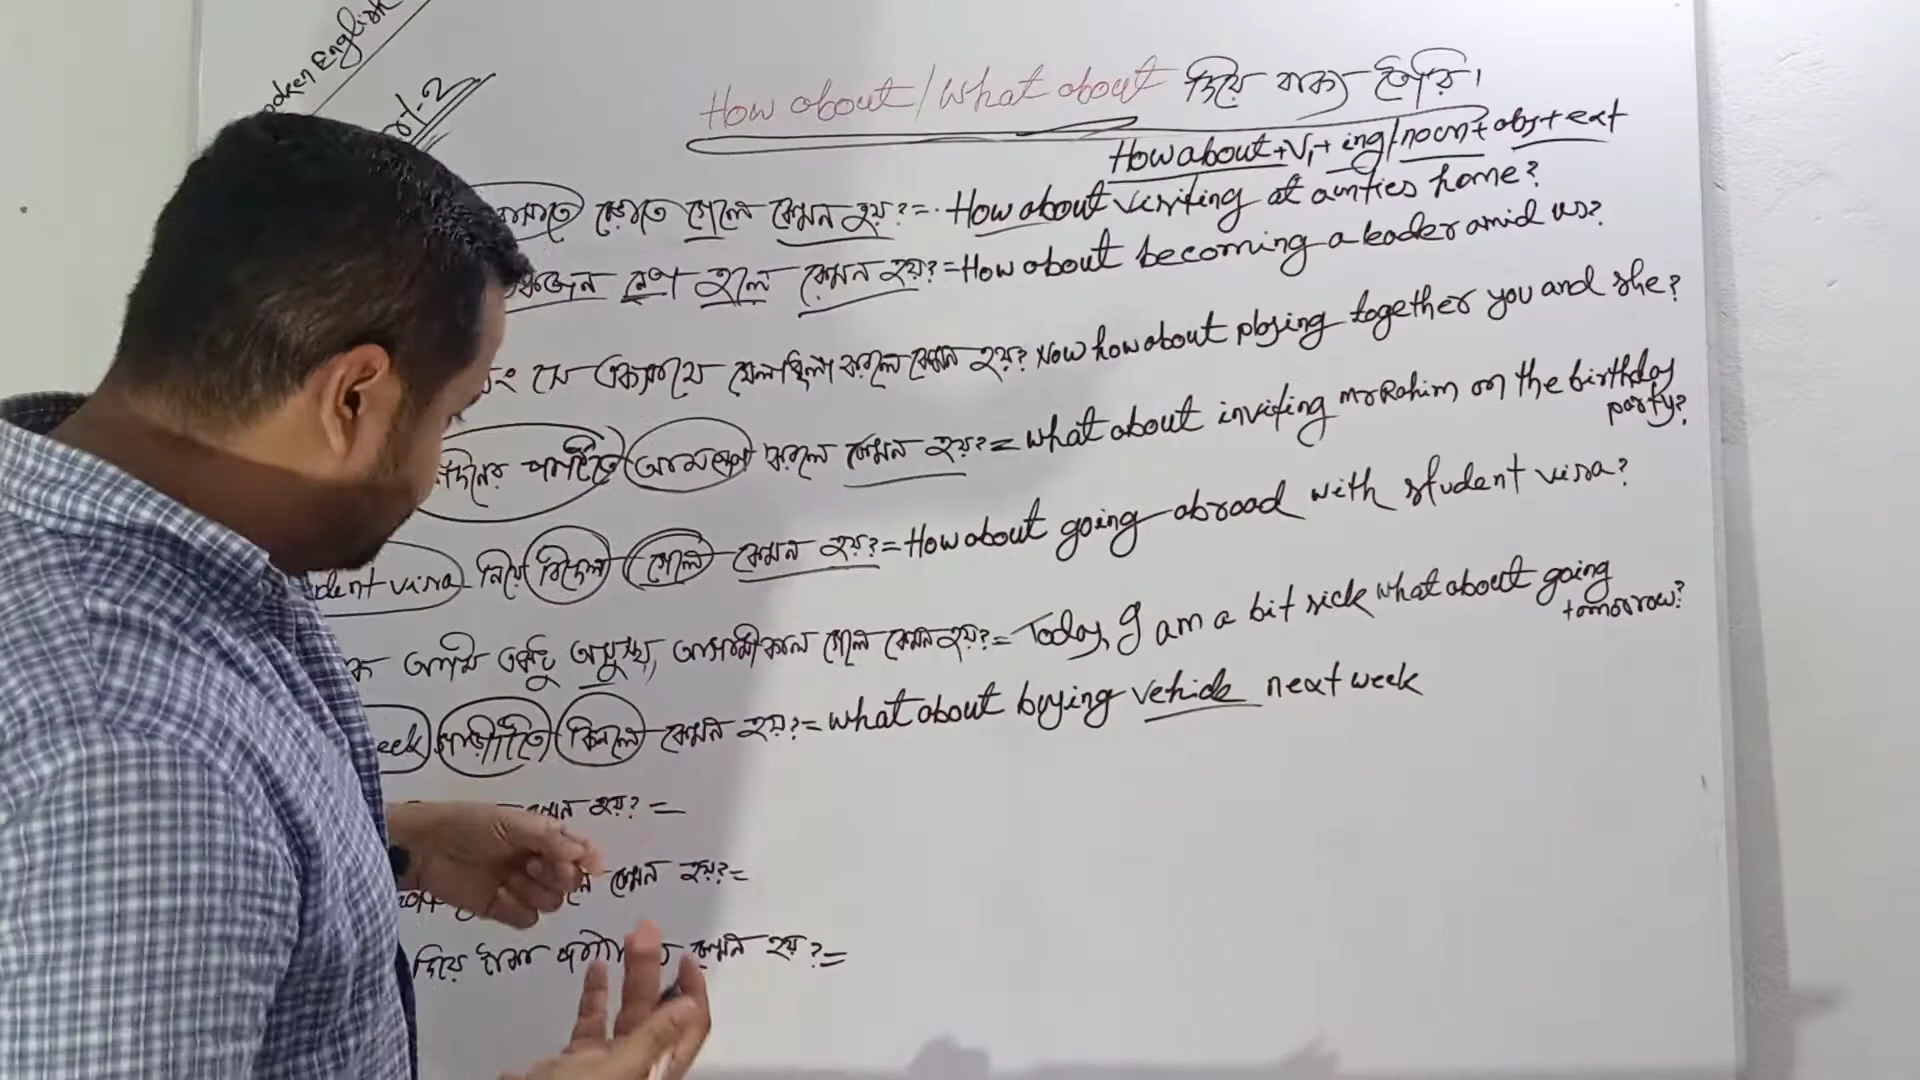 oken English
How about/What about দিয়ে বাক্য তৈরি।
How about+V1+ing/noun+obj+ext
বেড়াতে গেলে কেমন হয়?= How about visiting at aunties home?
একজন নেতা হলে কেমন হয়?=How about becoming a leader amid us?
সে একসাথে খেলাধুলা করলে কেমন হয়? Now how about playing together you and she?
দিনের পার্টিতে আমন্ত্রণ করলে কেমন হয়?= what about inviting mr Rahim on the birthday party?
dent visa নিয়ে বিদেশ গেলে কেমন হয়?= How about going abroad with student visa?
আমি একটু অসুস্থ, আগামীকাল গেলে কেমন হয়?= Today, I am a bit sick what about going tomorrow?
eek গাড়ীটি কিনলে কেমন হয়?= what about buying vehicle next week
কেমন হয়? =
কেমন হয়?=
দিয়ে কেমন হয়?=